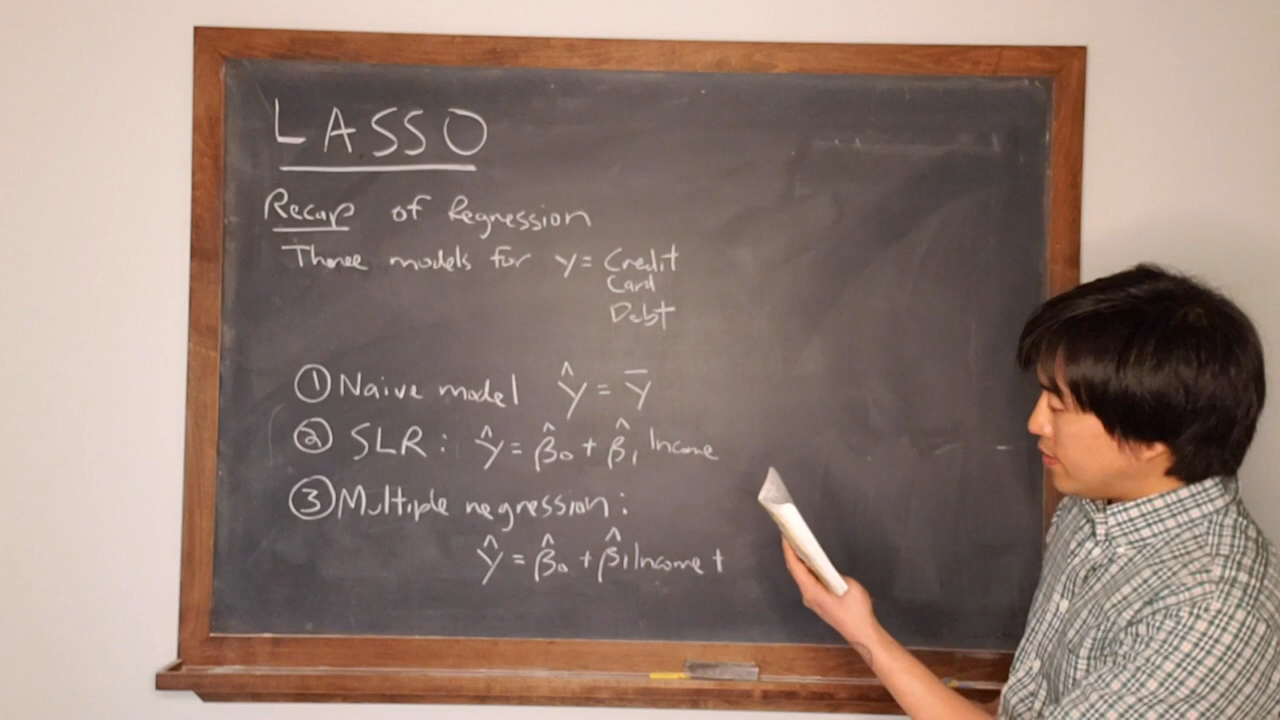 LASSO
Recap of Regression
Three models for y = Credit
Card
Debt
① Naive model ŷ = ȳ
② SLR: ŷ = β̂₀ + β̂₁ Income
③ Multiple regression:
ŷ = β̂₀ + β̂₁ Income +